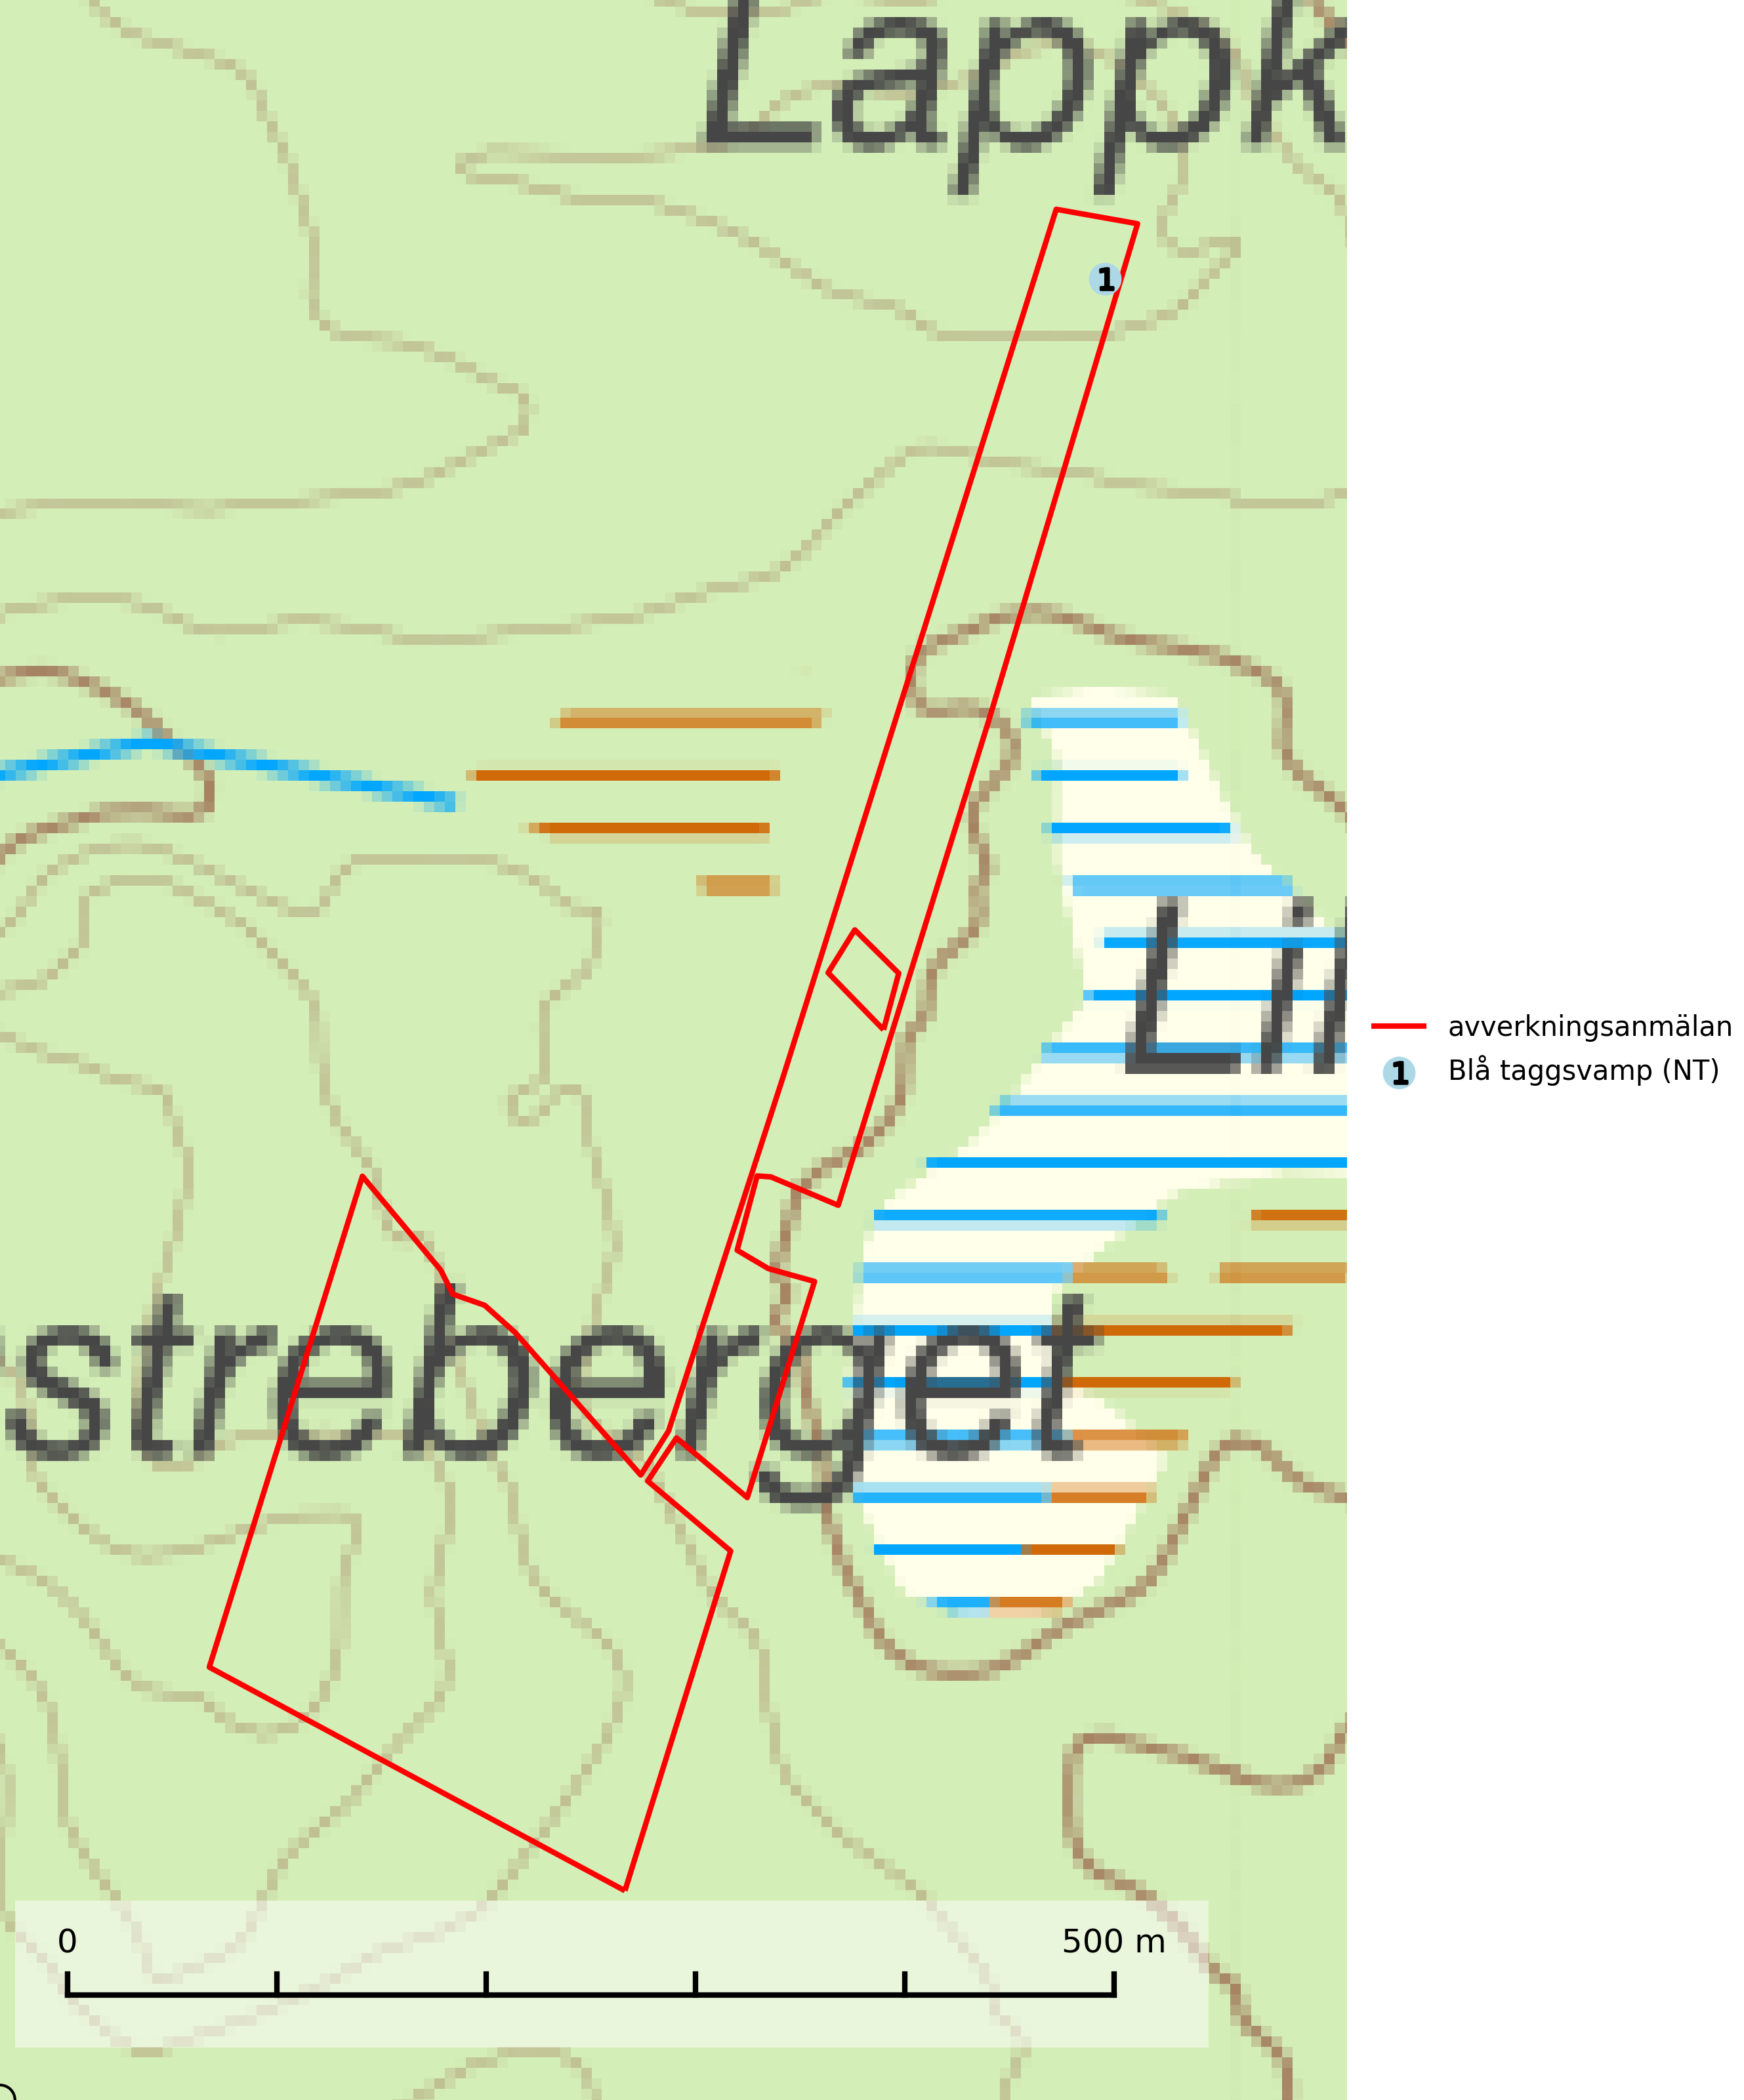 Lappk
1
Li
avverkningsanmälan
1 Blå taggsvamp (NT)
streberget
0 500 m